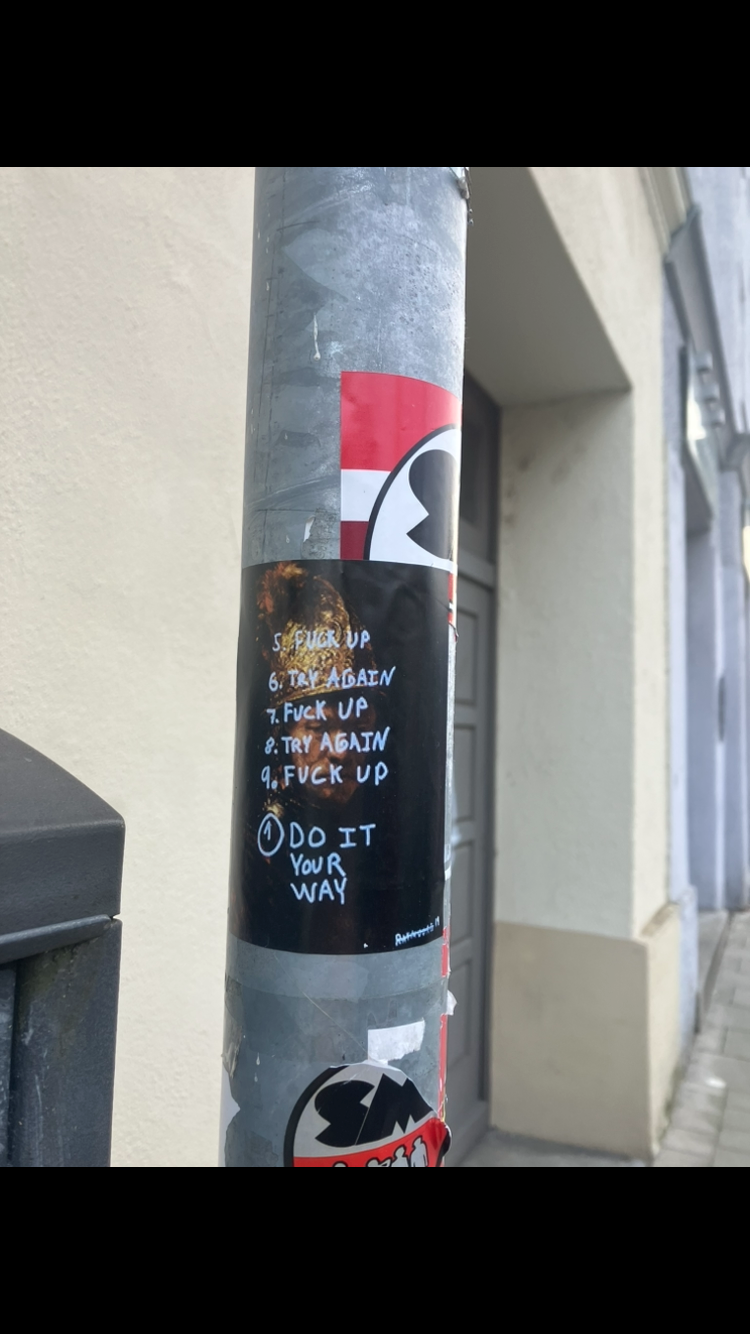 5. FUCK UP
6. TRY AGAIN
7. FUCK UP
8. TRY AGAIN
9. FUCK UP
1 DO IT
YOUR
WAY
SM